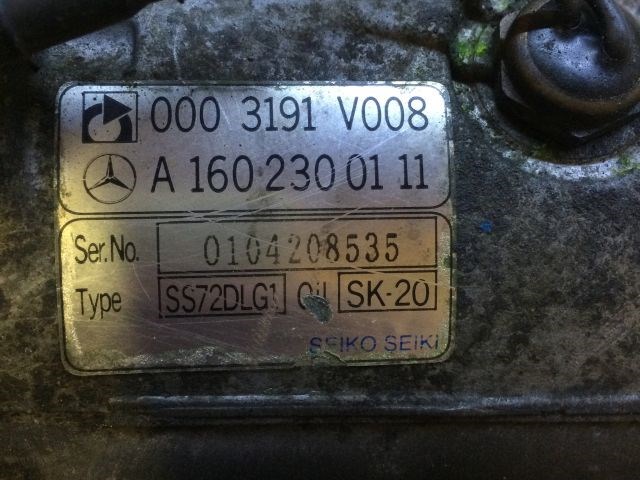 000 3191 V008
A 160 230 01 11
Ser.No. 0104208535
Type SS72DLG1 Oil SK-20
SEIKO SEIKI